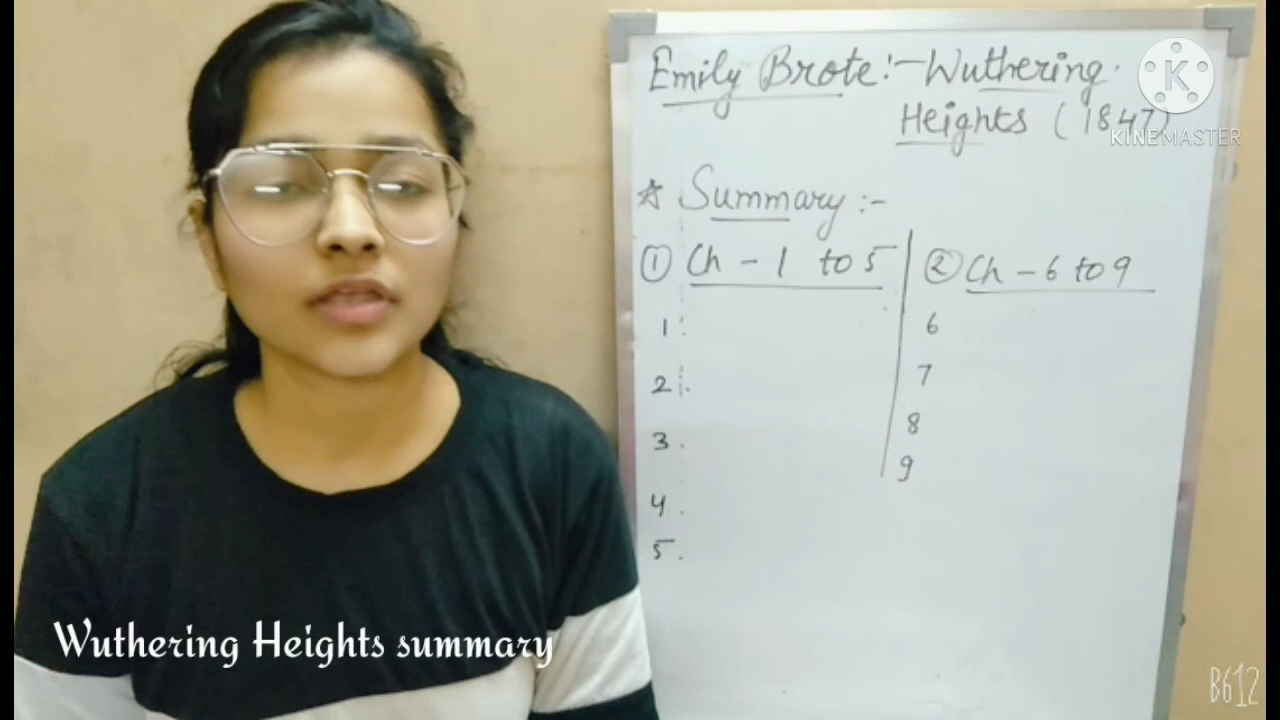 Emily Brote:- Wuthering
Heights (1847)
K
KINEMASTER
☆ Summary :-
① Ch - 1 to 5
② Ch - 6 to 9
1.
2.
3.
4.
5.
6
7
8
9
Wuthering Heights summary
B612